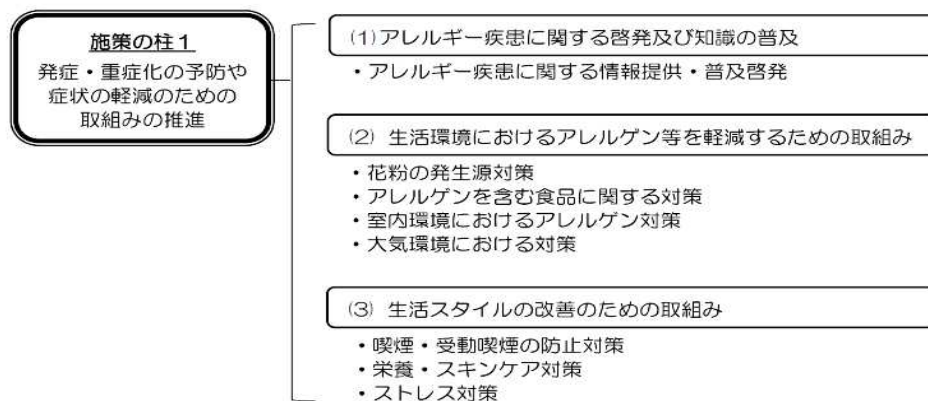 施策の柱1
発症・重症化の予防や
症状の軽減のための
取組みの推進
(1)アレルギー疾患に関する啓発及び知識の普及
・アレルギー疾患に関する情報提供・普及啓発
(2) 生活環境におけるアレルゲン等を軽減するための取組み
・花粉の発生源対策
・アレルゲンを含む食品に関する対策
・室内環境におけるアレルゲン対策
・大気環境における対策
(3) 生活スタイルの改善のための取組み
・喫煙・受動喫煙の防止対策
・栄養・スキンケア対策
・ストレス対策